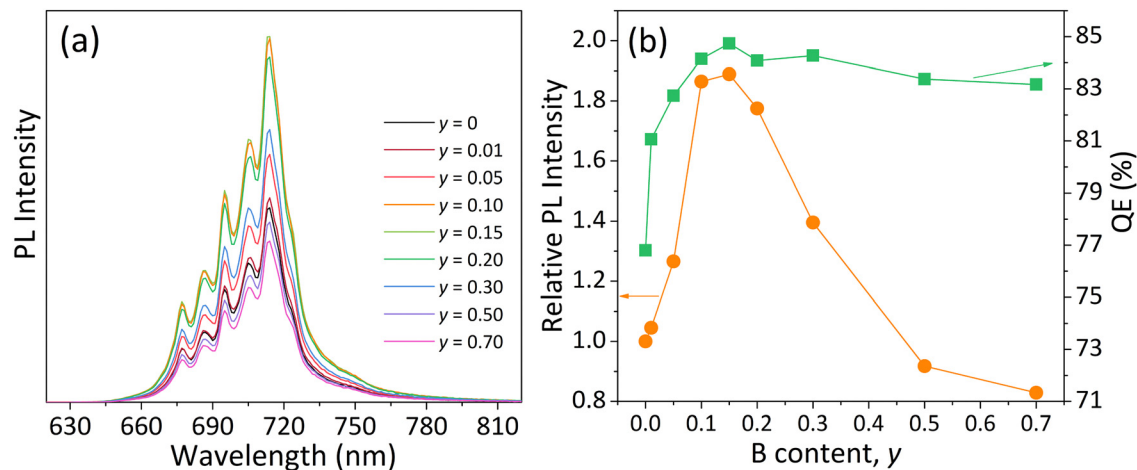 (a)
PL Intensity
y = 0
y = 0.01
y = 0.05
y = 0.10
y = 0.15
y = 0.20
y = 0.30
y = 0.50
y = 0.70
630 660 690 720 750 780 810
Wavelength (nm)
(b)
Relative PL Intensity
2.0
1.8
1.6
1.4
1.2
1.0
0.8
85
83
81
79
77
75
73
71
QE (%)
0.0 0.1 0.2 0.3 0.4 0.5 0.6 0.7
B content, y